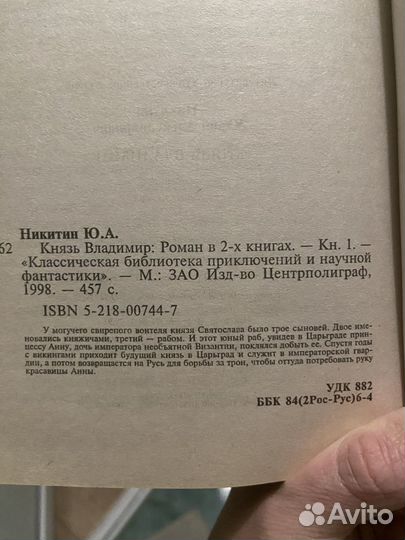 Никитин Ю.А.
62 Князь Владимир: Роман в 2-х книгах. — Кн. 1. —
«Классическая библиотека приключений и научной
фантастики». — М.: ЗАО Изд-во Центрполиграф,
1998. — 457 с.
ISBN 5-218-00744-7
У могучего свирепого воителя князя Святослава было трое сыновей. Двое име-
новались княжичами, третий — рабом. И этот юный раб, увидев в Царьграде прин-
цессу Анну, дочь императора необъятной Византии, поклялся добыть ее. Спустя годы
с викингами приходит будущий князь в Царьград и служит в императорской гвар-
дии, а потом возвращается на Русь для борьбы за трон, чтобы оттуда потребовать руку
красавицы Анны.
УДК 882
ББК 84(2Рос-Рус)6-4
Avito